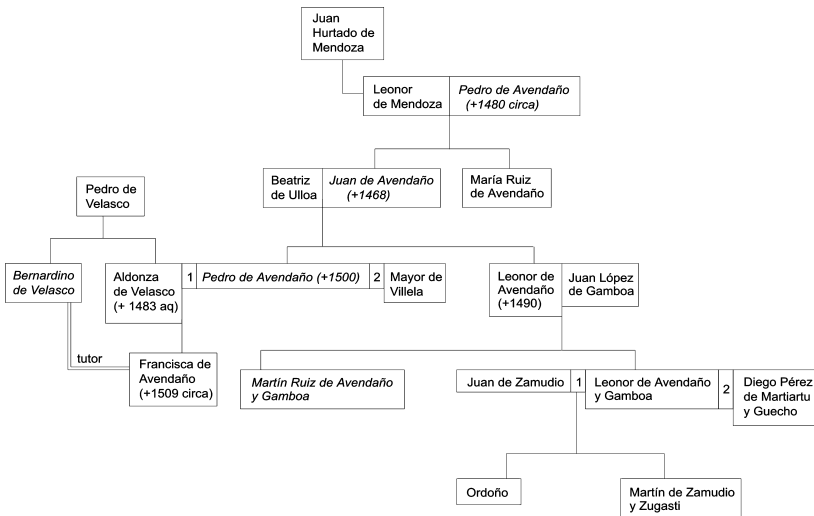 Juan
Hurtado de
Mendoza
Leonor
de Mendoza
Pedro de Avendaño
(+1480 circa)
Beatriz
de Ulloa
Juan de Avendaño
(+1468)
María Ruiz
de Avendaño
Pedro de
Velasco
Bernardino
de Velasco
Aldonza
de Velasco
(+ 1483 aq)
1
Pedro de Avendaño (+1500)
2
Mayor de
Villela
Leonor de
Avendaño
(+1490)
Juan López
de Gamboa
tutor
Francisca de
Avendaño
(+1509 circa)
Martín Ruiz de Avendaño
y Gamboa
Juan de Zamudio
1
Leonor de Avendaño
y Gamboa
2
Diego Pérez
de Martiartu
y Guecho
Ordoño
Martín de Zamudio
y Zugasti